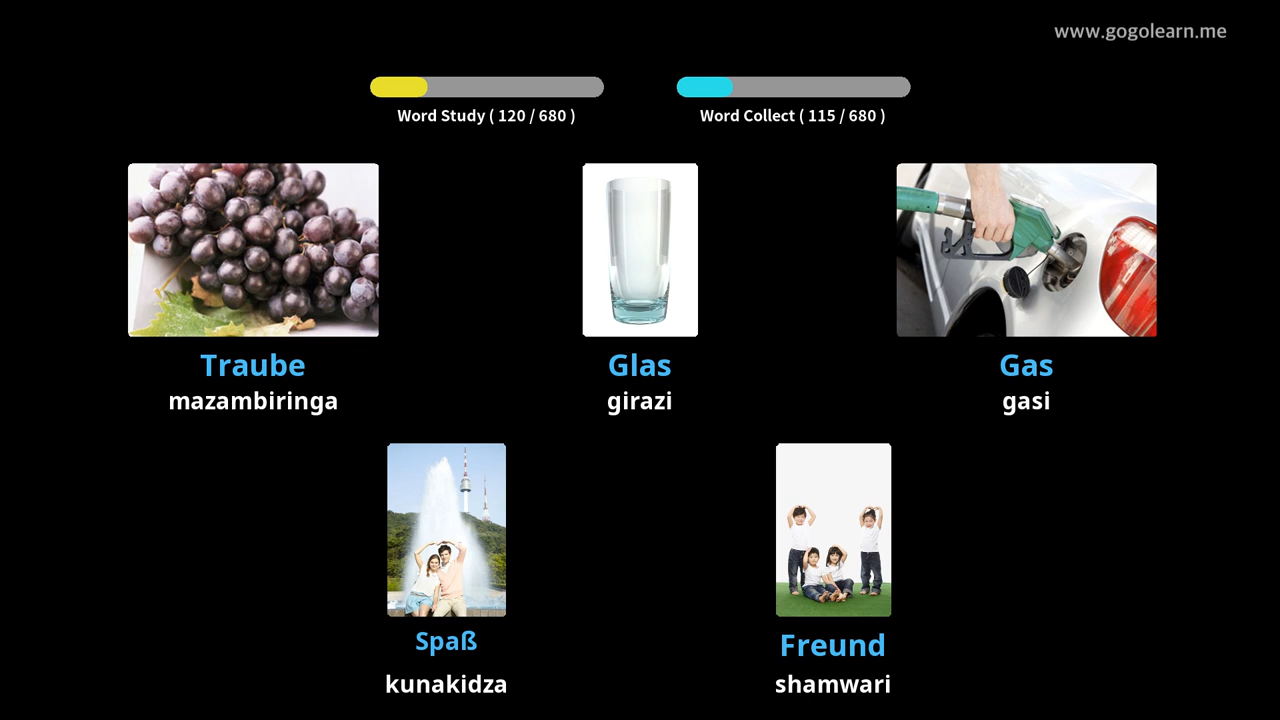 www.gogolearn.me
Word Study ( 120 / 680 )
Word Collect ( 115 / 680 )
Traube
mazambiringa
Glas
girazi
Gas
gasi
Spaß
kunakidza
Freund
shamwari